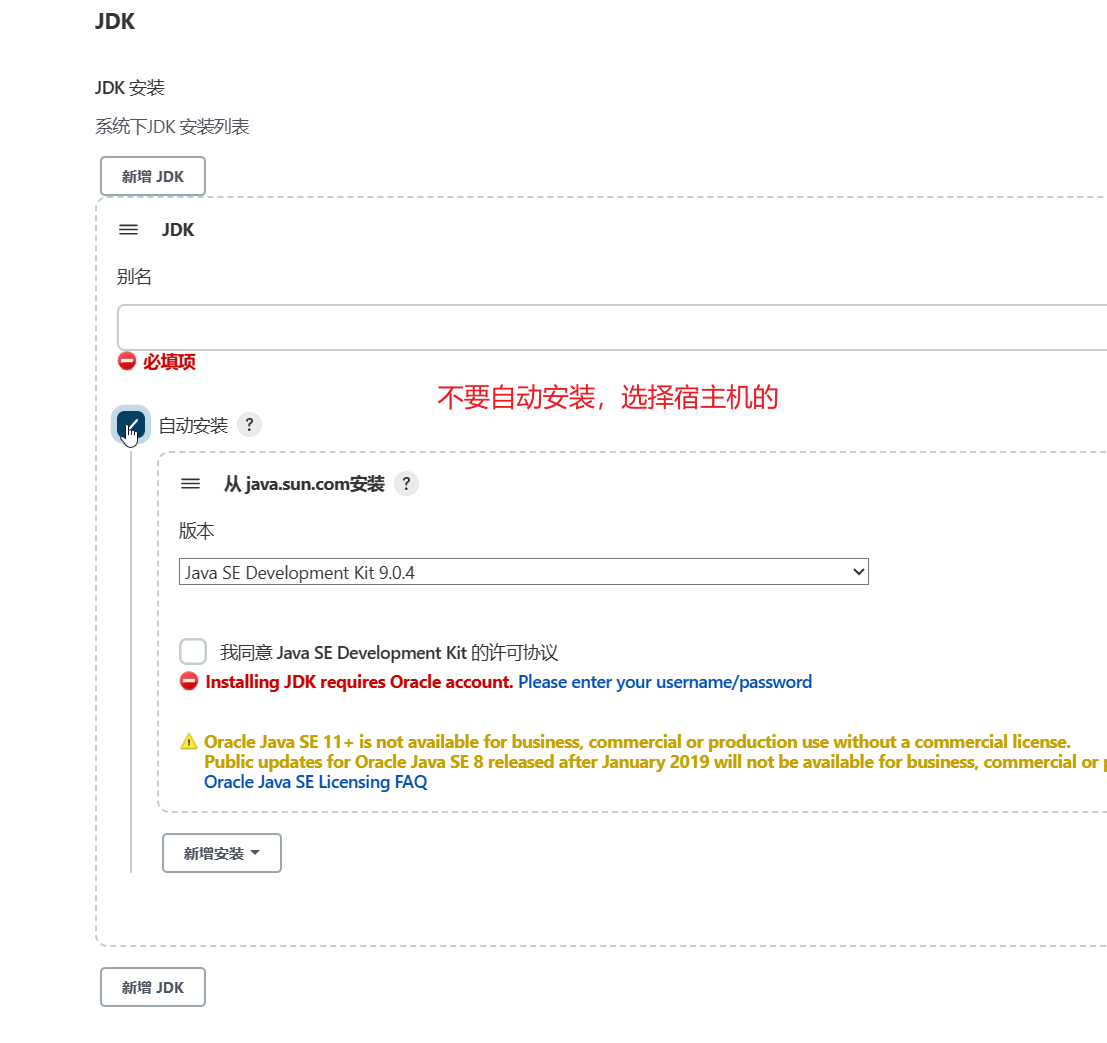 JDK
JDK 安装
系统下JDK 安装列表
新增 JDK
JDK
别名
必填项
不要自动安装，选择宿主机的
自动安装 ?
从 java.sun.com安装 ?
版本
Java SE Development Kit 9.0.4
我同意 Java SE Development Kit 的许可协议
Installing JDK requires Oracle account. Please enter your username/password
Oracle Java SE 11+ is not available for business, commercial or production use without a commercial license.
Public updates for Oracle Java SE 8 released after January 2019 will not be available for business, commercial or
Oracle Java SE Licensing FAQ
新增安装
新增 JDK